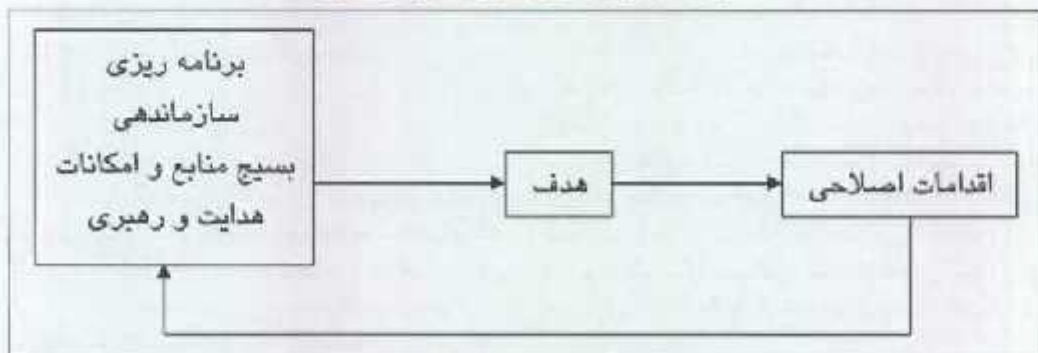 برنامه ریزی
سازماندهی
بسیج منابع و امکانات
هدایت و رهبری
هدف
اقدامات اصلاحی